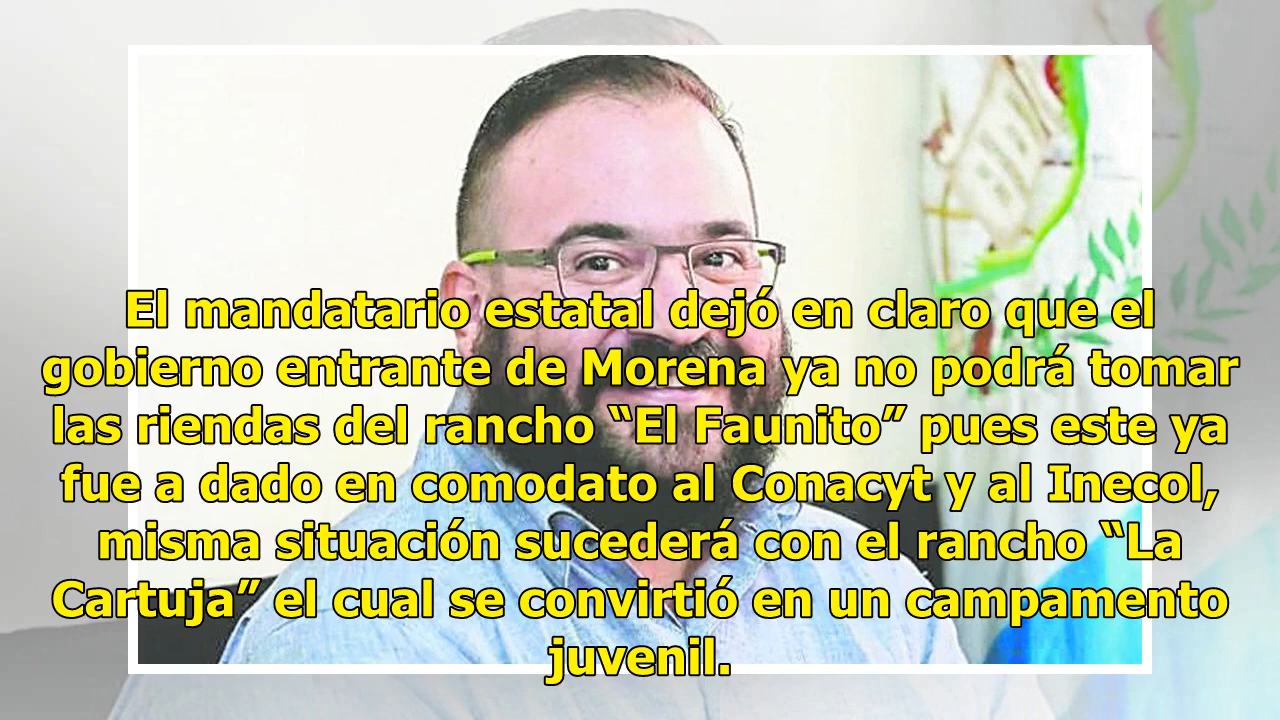 El mandatario estatal dejó en claro que el
gobierno entrante de Morena ya no podrá tomar
las riendas del rancho “El Faunito” pues este ya
fue a dado en comodato al Conacyt y al Inecol,
misma situación sucederá con el rancho “La
Cartuja” el cual se convirtió en un campamento
juvenil.